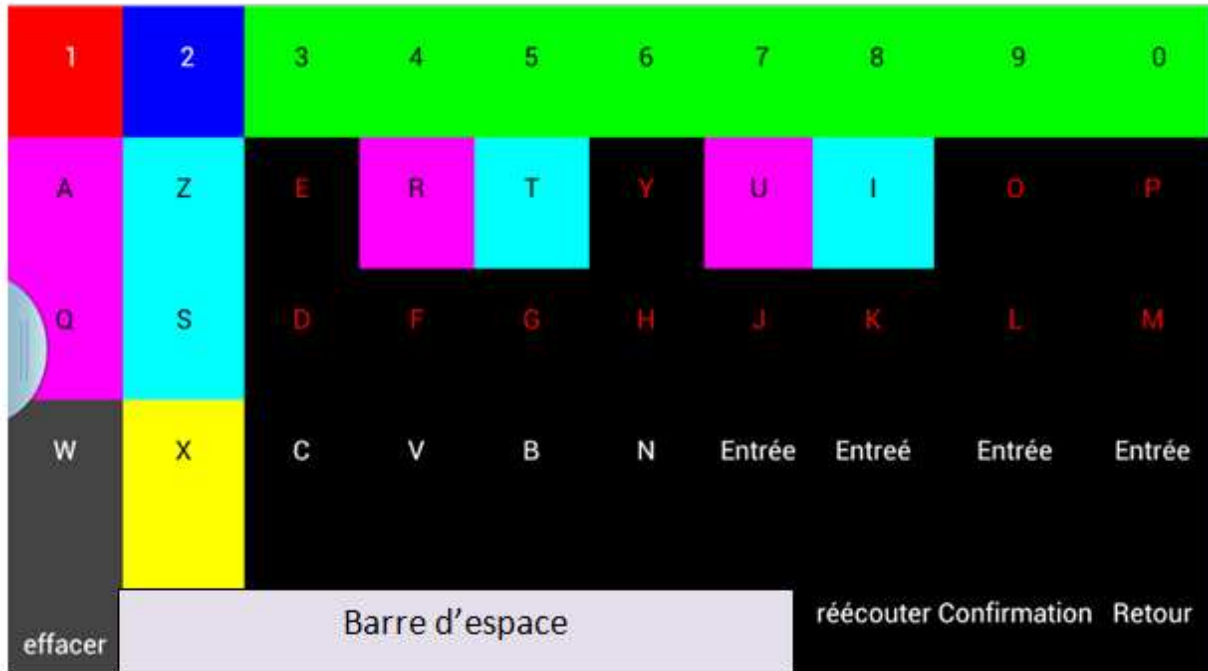 1 2 3 4 5 6 7 8 9 0
A Z E R T Y U I O P
Q S D F G H J K L M
W X C V B N Entrée Entreé Entrée Entrée
effacer Barre d'espace réécouter Confirmation Retour